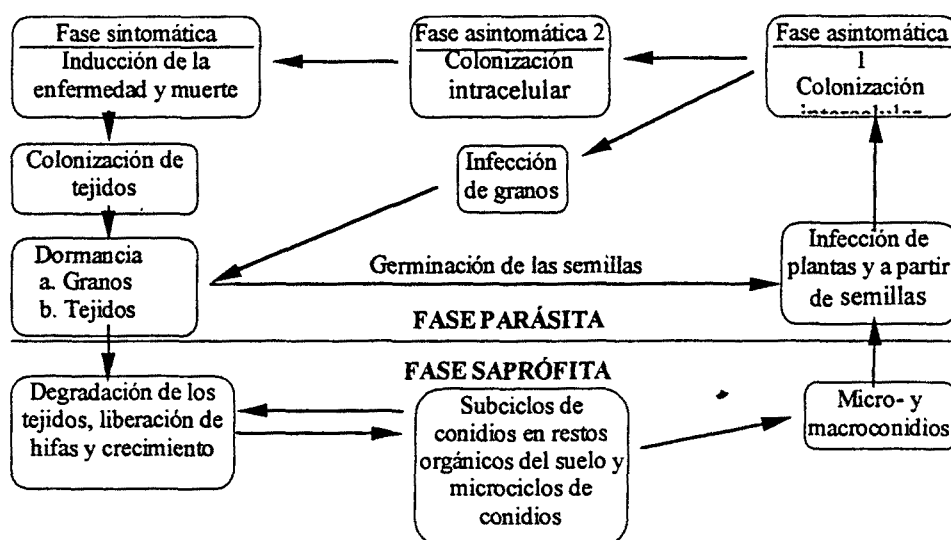 Fase sintomática
Inducción de la
enfermedad y muerte
Fase asintomática 2
Colonización
intracelular
Fase asintomática
1
Colonización
Colonización de
tejidos
Infección
de granos
Dormancia
a. Granos
b. Tejidos
Germinación de las semillas
Infección de
plantas y a partir
de semillas
FASE PARÁSITA
FASE SAPRÓFITA
Degradación de los
tejidos, liberación de
hifas y crecimiento
Subciclos de
conidios en restos
orgánicos del suelo y
microciclos de
conidios
Micro- y
macroconidios